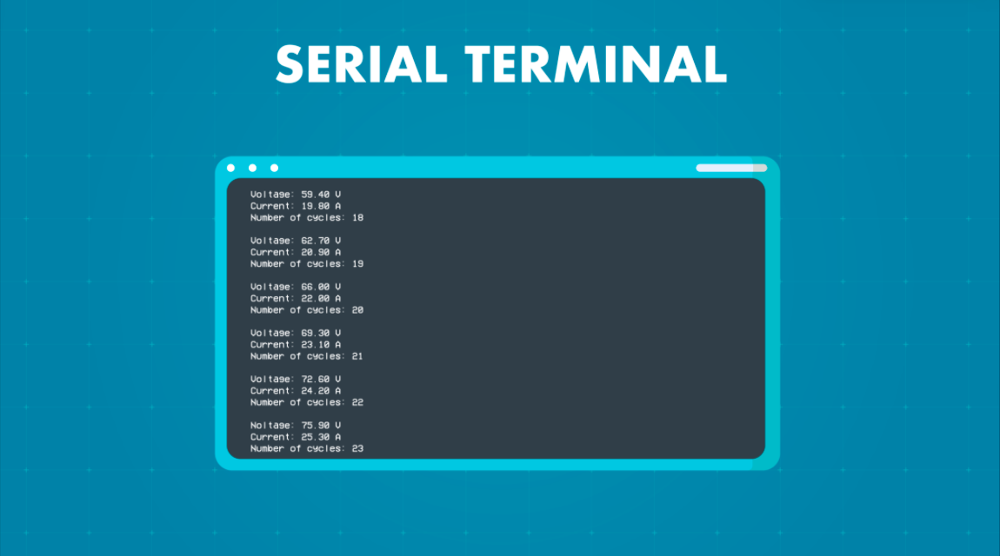 SERIAL TERMINAL
Voltage: 59.40 V
Current: 19.80 A
Number of cycles: 18
Voltage: 62.70 V
Current: 20.90 A
Number of cycles: 19
Voltage: 66.00 V
Current: 22.00 A
Number of cycles: 20
Voltage: 69.30 V
Current: 23.10 A
Number of cycles: 21
Voltage: 72.60 V
Current: 24.20 A
Number of cycles: 22
Noltage: 75.90 V
Current: 25.30 A
Number of cycles: 23